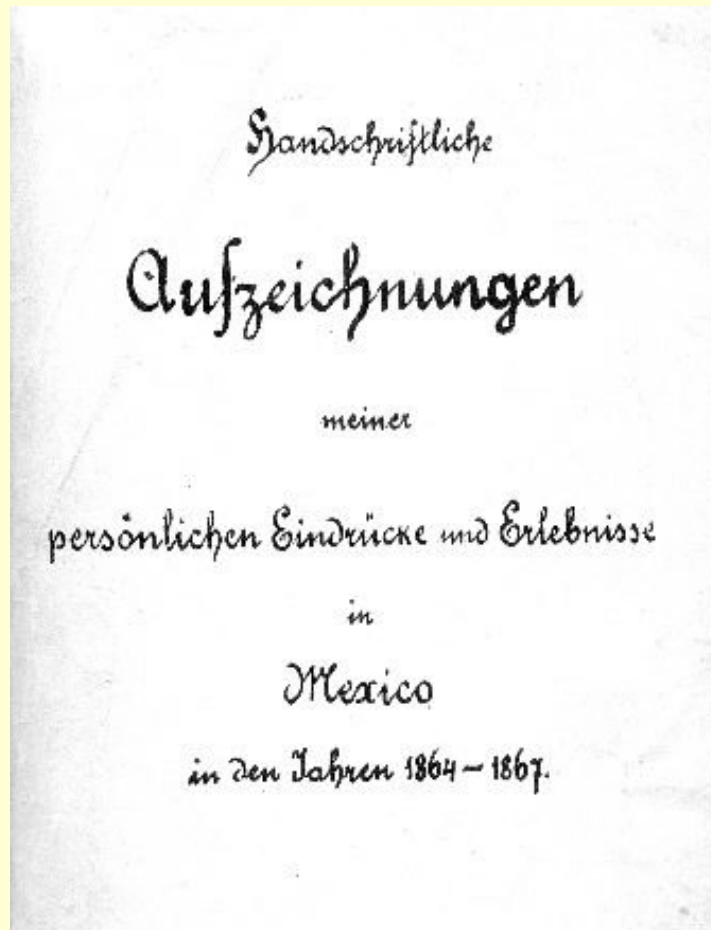 Handschriftliche
Aufzeichnungen
meiner
persönlichen Eindrücke und Erlebnisse
in
Mexico
in den Jahren 1864 – 1867.